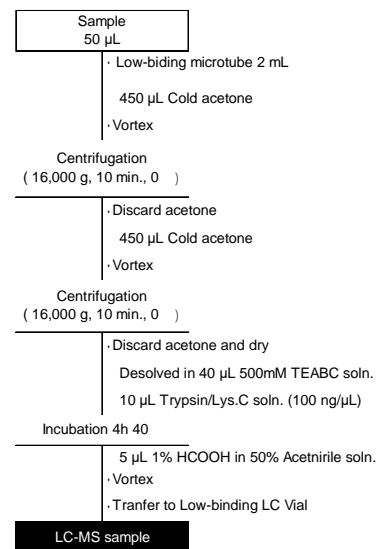 Sample
50 µL
· Low-biding microtube 2 mL
450 µL Cold acetone
·Vortex
Centrifugation
( 16,000 g, 10 min., 0 )
·Discard acetone
450 µL Cold acetone
·Vortex
Centrifugation
( 16,000 g, 10 min., 0 )
·Discard acetone and dry
Desolved in 40 µL 500mM TEABC soln.
10 µL Trypsin/Lys.C soln. (100 ng/µL)
Incubation 4h 40
5 µL 1% HCOOH in 50% Acetnirile soln.
·Vortex
·Tranfer to Low-binding LC Vial
LC-MS sample